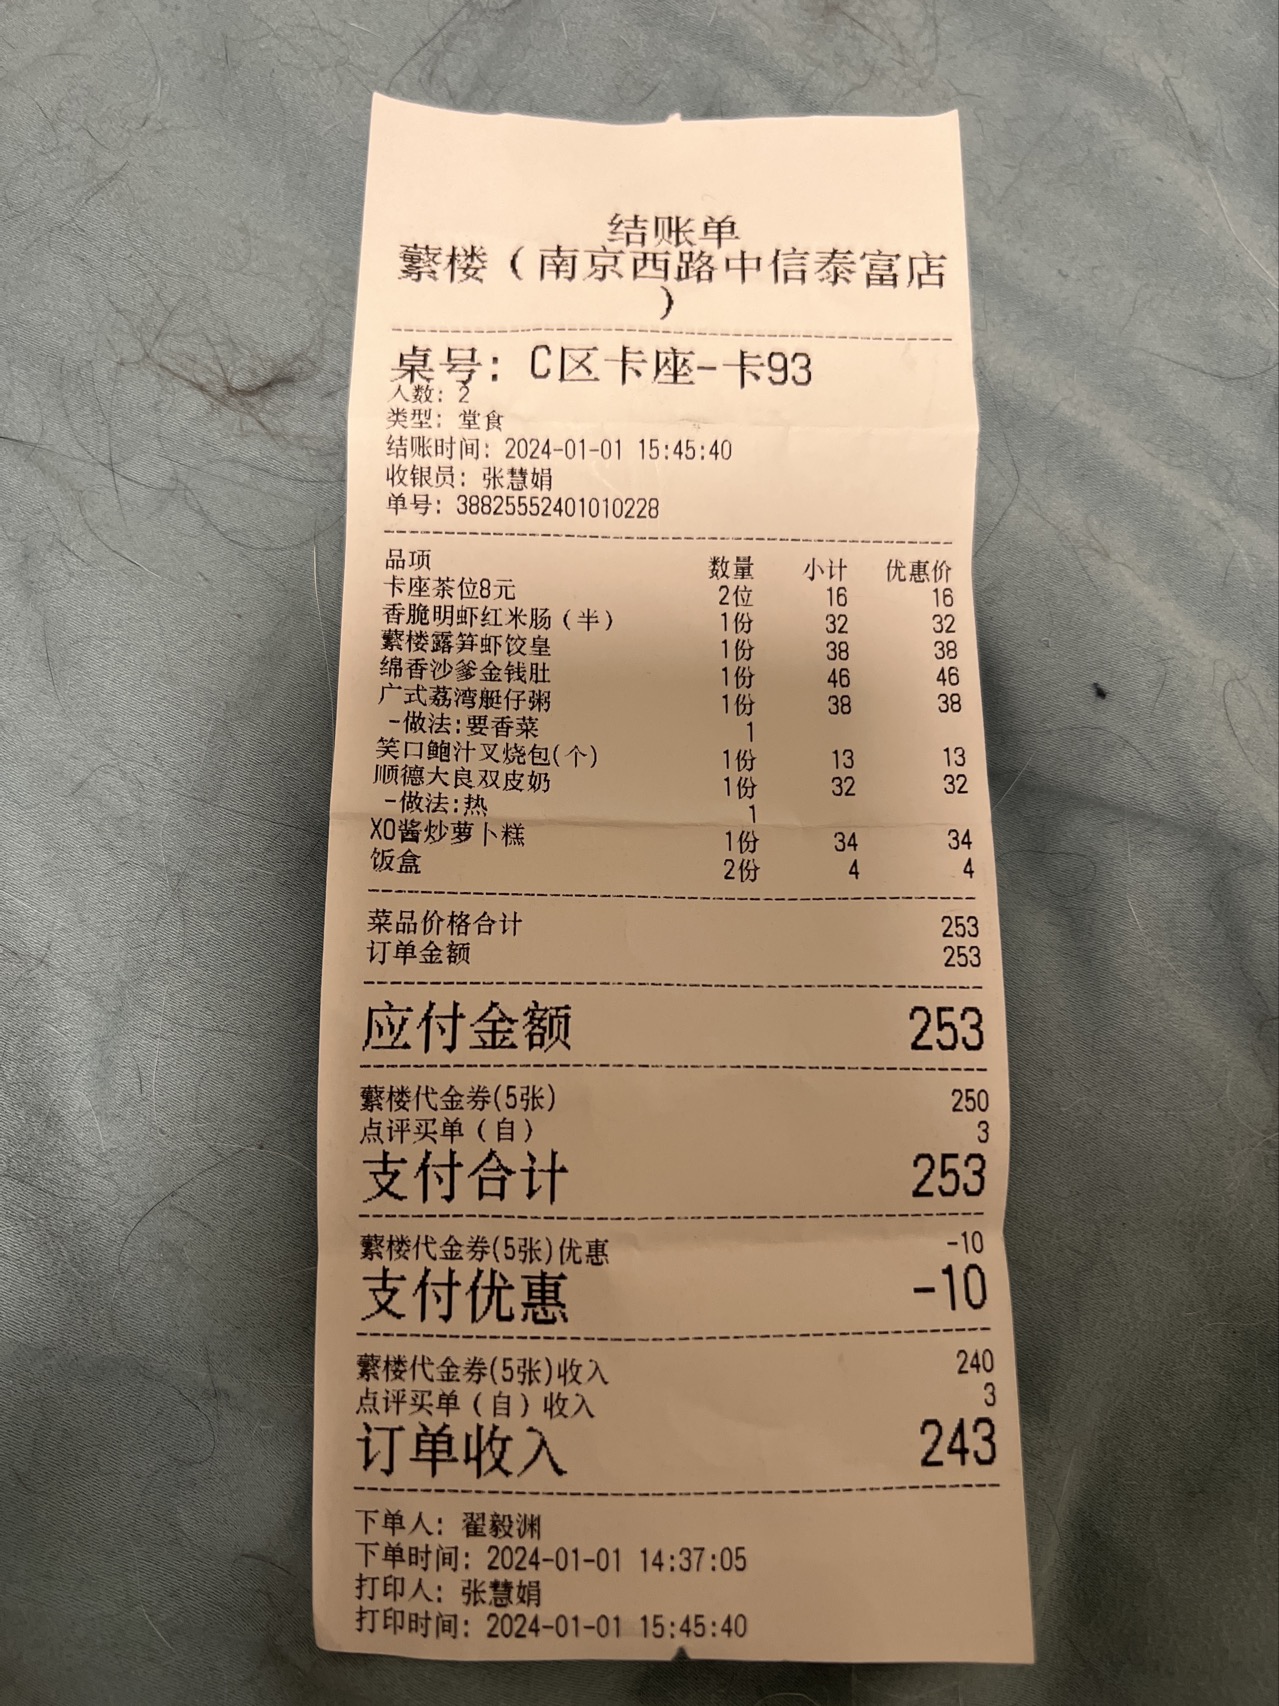 结账单
蘩楼（南京西路中信泰富店
）
桌号: C区卡座-卡93
人数: 2
类型: 堂食
结账时间: 2024-01-01 15:45:40
收银员: 张慧娟
单号: 38825552401010228
品项 数量 小计 优惠价
卡座茶位8元 2位 16 16
香脆明虾红米肠（半） 1份 32 32
蘩楼露笋虾饺皇 1份 38 38
绵香沙爹金钱肚 1份 46 46
广式荔湾艇仔粥 1份 38 38
-做法:要香菜 1
笑口鲍汁叉烧包(个) 1份 13 13
顺德大良双皮奶 1份 32 32
-做法:热 1
XO酱炒萝卜糕 1份 34 34
饭盒 2份 4 4
菜品价格合计 253
订单金额 253
应付金额 253
蘩楼代金券(5张) 250
点评买单（自） 3
支付合计 253
蘩楼代金券(5张)优惠 -10
支付优惠 -10
蘩楼代金券(5张)收入 240
点评买单（自）收入 3
订单收入 243
下单人: 翟毅渊
下单时间: 2024-01-01 14:37:05
打印人: 张慧娟
打印时间: 2024-01-01 15:45:40